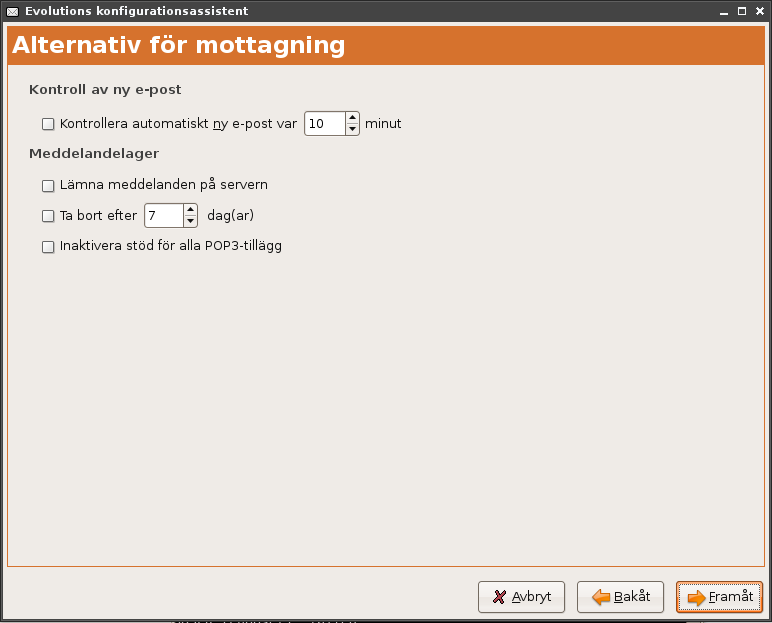 Evolutions konfigurationsassistent
Alternativ för mottagning
Kontroll av ny e-post
Kontrollera automatiskt ny e-post var 10 minut
Meddelandelager
Lämna meddelanden på servern
Ta bort efter 7 dag(ar)
Inaktivera stöd för alla POP3-tillägg
Avbryt Bakåt Framåt